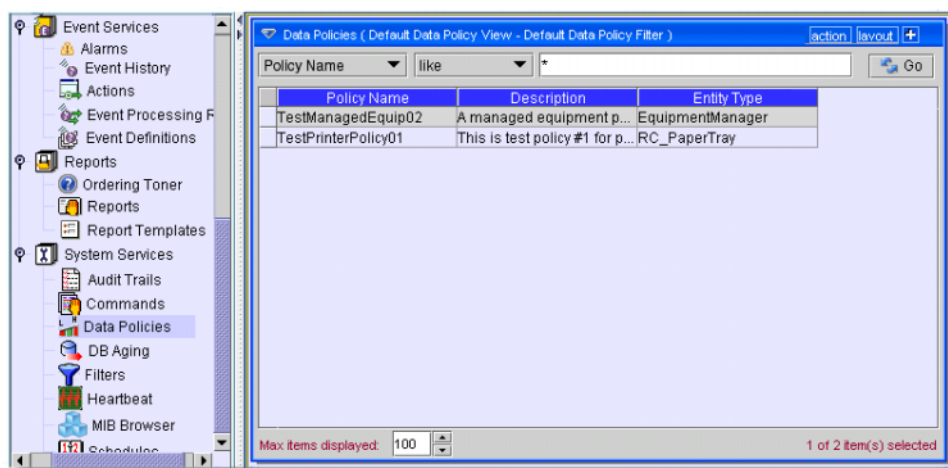 Event Services
Alarms
Event History
Actions
Event Processing R
Event Definitions
Reports
Ordering Toner
Reports
Report Templates
System Services
Audit Trails
Commands
Data Policies
DB Aging
Filters
Heartbeat
MIB Browser
Schedules
Data Policies ( Default Data Policy View - Default Data Policy Filter ) action layout
Policy Name like * Go
Policy Name Description Entity Type
TestManagedEquip02 A managed equipment p... EquipmentManager
TestPrinterPolicy01 This is test policy #1 for p... RC_PaperTray
Max items displayed: 100 1 of 2 item(s) selected